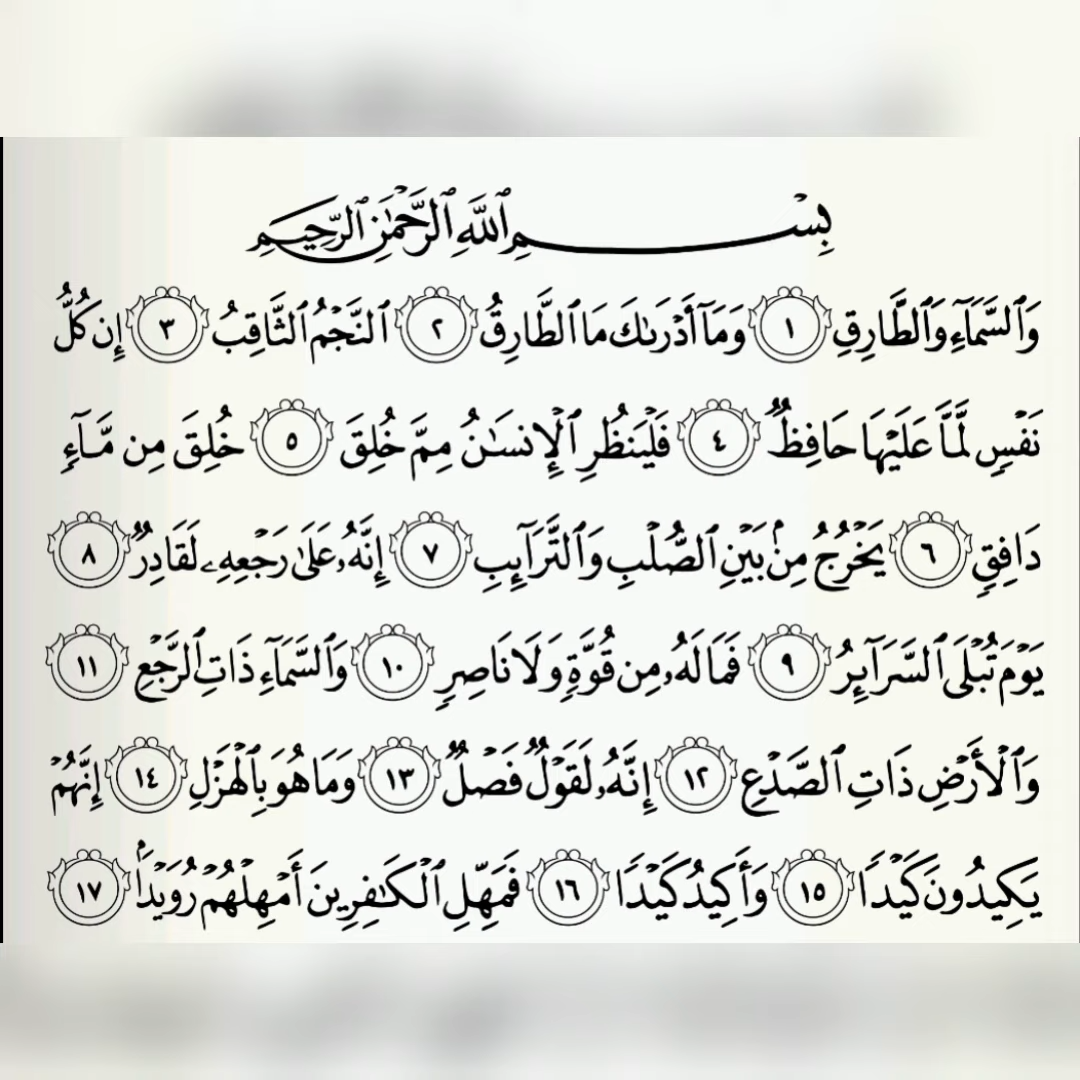 بِسْمِ ٱللَّهِ ٱلرَّحْمَٰنِ ٱلرَّحِيمِ
وَٱلسَّمَآءِ وَٱلطَّارِقِ ١ وَمَآ أَدْرَىٰكَ مَا ٱلطَّارِقُ ٢ ٱلنَّجْمُ ٱلثَّاقِبُ ٣ إِن كُلُّ
نَفْسٍ لَّمَّا عَلَيْهَا حَافِظٌ ٤ فَلْيَنظُرِ ٱلْإِنسَٰنُ مِمَّ خُلِقَ ٥ خُلِقَ مِن مَّآءٍ
دَافِقٍ ٦ يَخْرُجُ مِنۢ بَيْنِ ٱلصُّلْبِ وَٱلتَّرَآئِبِ ٧ إِنَّهُۥ عَلَىٰ رَجْعِهِۦ لَقَادِرٌ ٨
يَوْمَ تُبْلَى ٱلسَّرَآئِرُ ٩ فَمَا لَهُۥ مِن قُوَّةٍ وَلَا نَاصِرٍ ١٠ وَٱلسَّمَآءِ ذَاتِ ٱلرَّجْعِ ١١
وَٱلْأَرْضِ ذَاتِ ٱلصَّدْعِ ١٢ إِنَّهُۥ لَقَوْلٌ فَصْلٌ ١٣ وَمَا هُوَ بِٱلْهَزْلِ ١٤ إِنَّهُمْ
يَكِيدُونَ كَيْدًا ١٥ وَأَكِيدُ كَيْدًا ١٦ فَمَهِّلِ ٱلْكَٰفِرِينَ أَمْهِلْهُمْ رُوَيْدًۢا ١٧